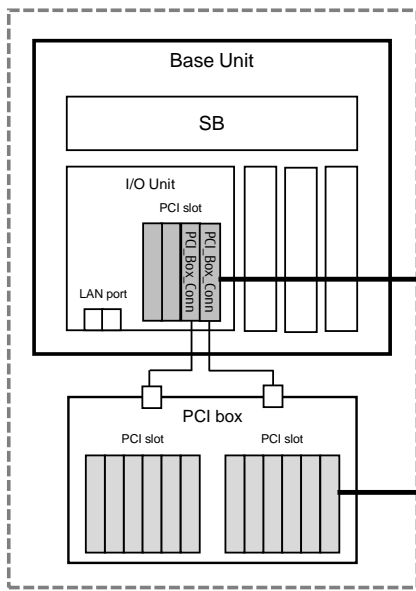 Base Unit
SB
I/O Unit
PCI slot
PCI_Box_Conn
PCI_Box_Conn
LAN port
PCI box
PCI slot
PCI slot